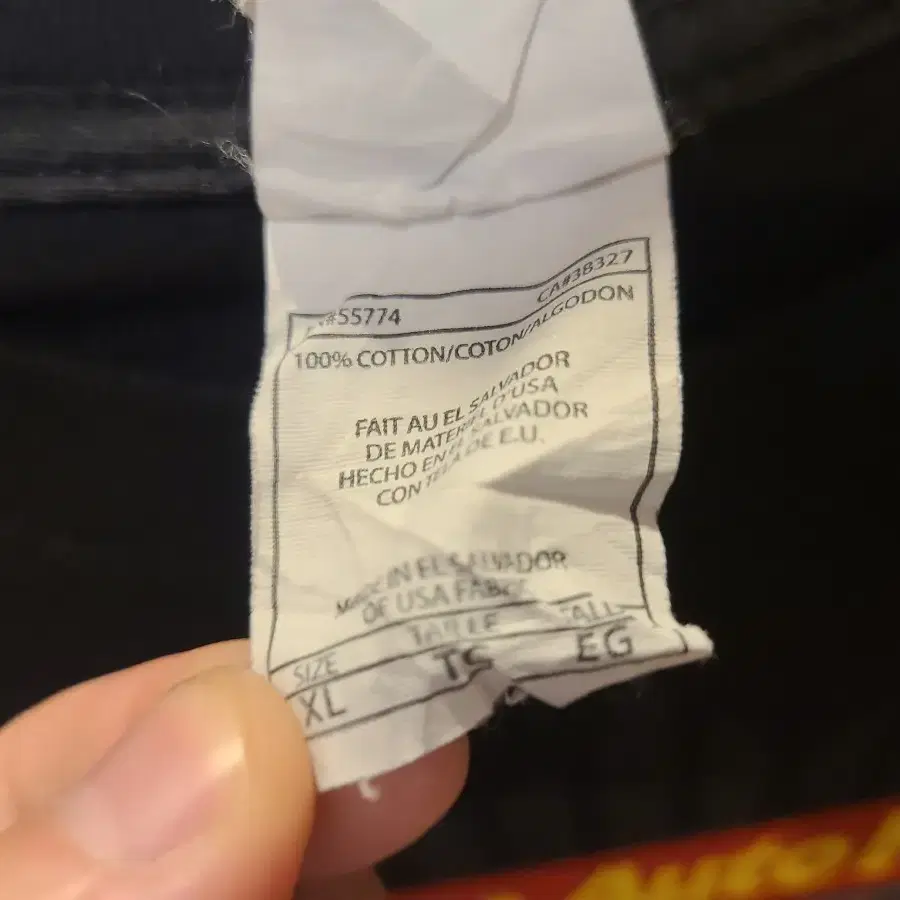 #55774 CA#38327
100% COTTON/COTON/ALGODON
FAIT AU EL SALVADOR
DE MATERIEL D'USA
HECHO EN EL SALVADOR
CON TELA DE E.U.
MADE IN EL SALVADOR
OF USA FABRIC
SIZE TAILLE TALLA
XL TG EG
Auto